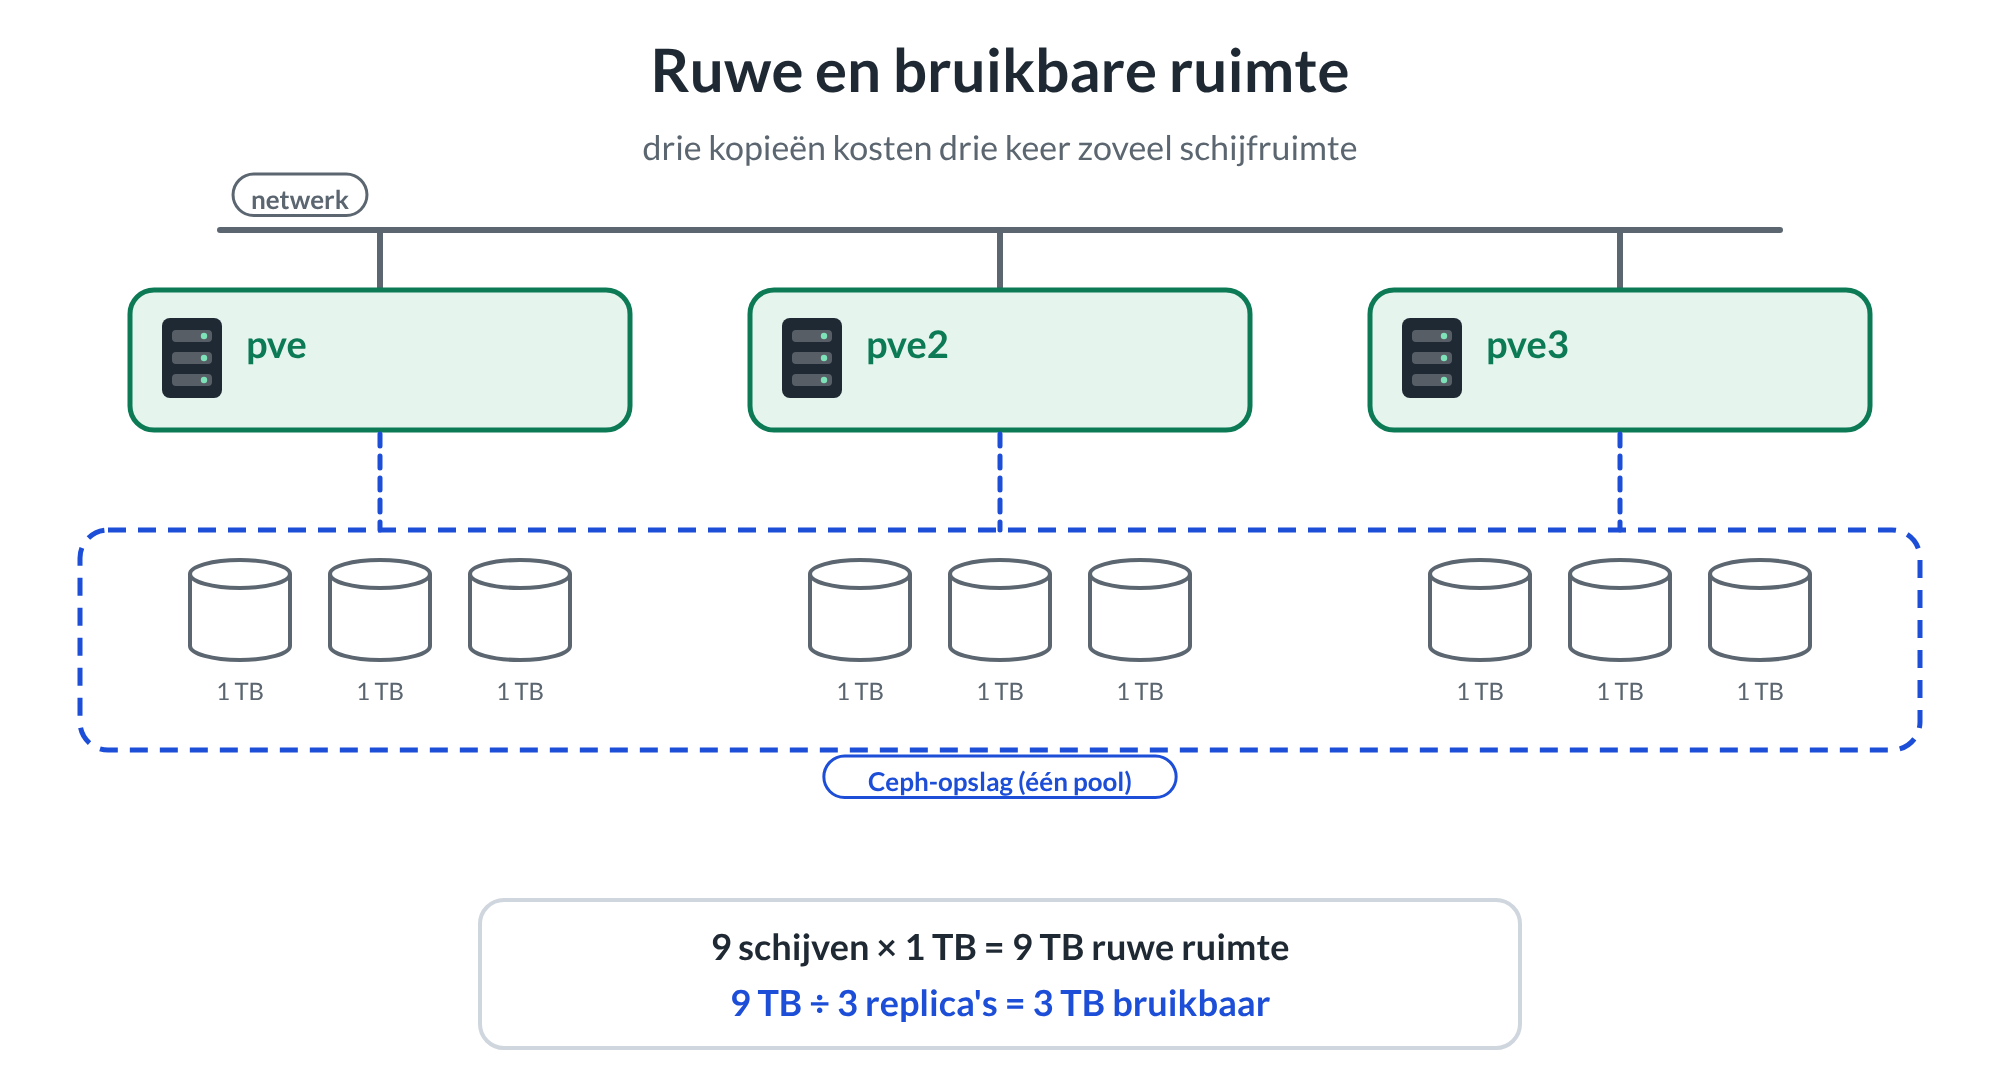 Ruwe en bruikbare ruimte
drie kopieën kosten drie keer zoveel schijfruimte
netwerk
pve
pve2
pve3
1 TB
1 TB
1 TB
1 TB
1 TB
1 TB
1 TB
1 TB
1 TB
Ceph-opslag (één pool)
9 schijven × 1 TB = 9 TB ruwe ruimte
9 TB ÷ 3 replica's = 3 TB bruikbaar